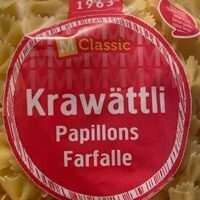 1963
M Classic
Krawättli
Papillons
Farfalle